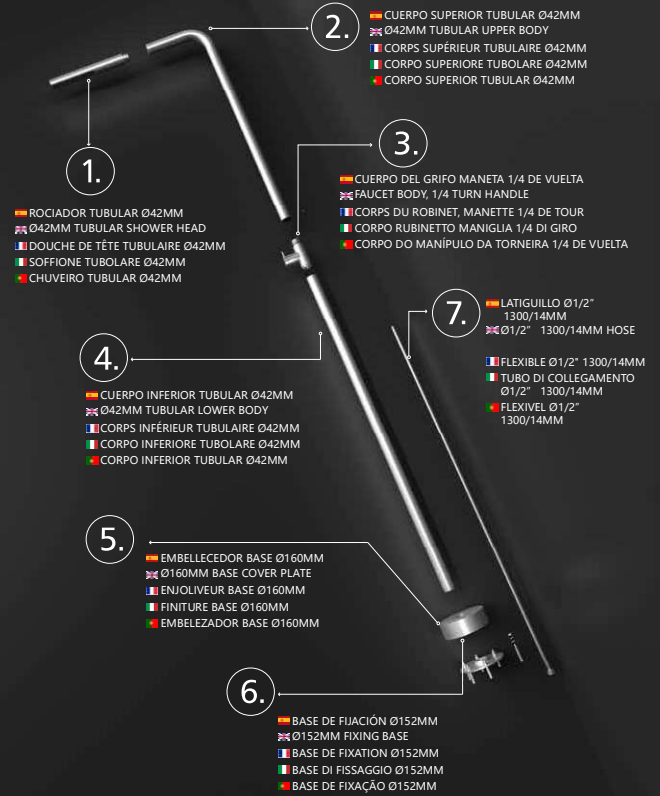 1.
ROCIADOR TUBULAR Ø42MM
Ø42MM TUBULAR SHOWER HEAD
DOUCHE DE TÊTE TUBULAIRE Ø42MM
SOFFIONE TUBOLARE Ø42MM
CHUVEIRO TUBULAR Ø42MM
2.
CUERPO SUPERIOR TUBULAR Ø42MM
Ø42MM TUBULAR UPPER BODY
CORPS SUPÉRIEUR TUBULAIRE Ø42MM
CORPO SUPERIORE TUBOLARE Ø42MM
CORPO SUPERIOR TUBULAR Ø42MM
3.
CUERPO DEL GRIFO MANETA 1/4 DE VUELTA
FAUCET BODY, 1/4 TURN HANDLE
CORPS DU ROBINET, MANETTE 1/4 DE TOUR
CORPO RUBINETTO MANIGLIA 1/4 DI GIRO
CORPO DO MANÍPULO DA TORNEIRA 1/4 DE VUELTA
4.
CUERPO INFERIOR TUBULAR Ø42MM
Ø42MM TUBULAR LOWER BODY
CORPS INFÉRIEUR TUBULAIRE Ø42MM
CORPO INFERIORE TUBOLARE Ø42MM
CORPO INFERIOR TUBULAR Ø42MM
5.
EMBELLECEDOR BASE Ø160MM
Ø160MM BASE COVER PLATE
ENJOLIVEUR BASE Ø160MM
FINITURE BASE Ø160MM
EMBELEZADOR BASE Ø160MM
6.
BASE DE FIJACIÓN Ø152MM
Ø152MM FIXING BASE
BASE DE FIXATION Ø152MM
BASE DI FISSAGGIO Ø152MM
BASE DE FIXAÇÃO Ø152MM
7.
LATIGUILLO Ø1/2"
1300/14MM
Ø1/2" 1300/14MM HOSE
FLEXIBLE Ø1/2" 1300/14MM
TUBO DI COLLEGAMENTO
Ø1/2" 1300/14MM
FLEXIVEL Ø1/2"
1300/14MM